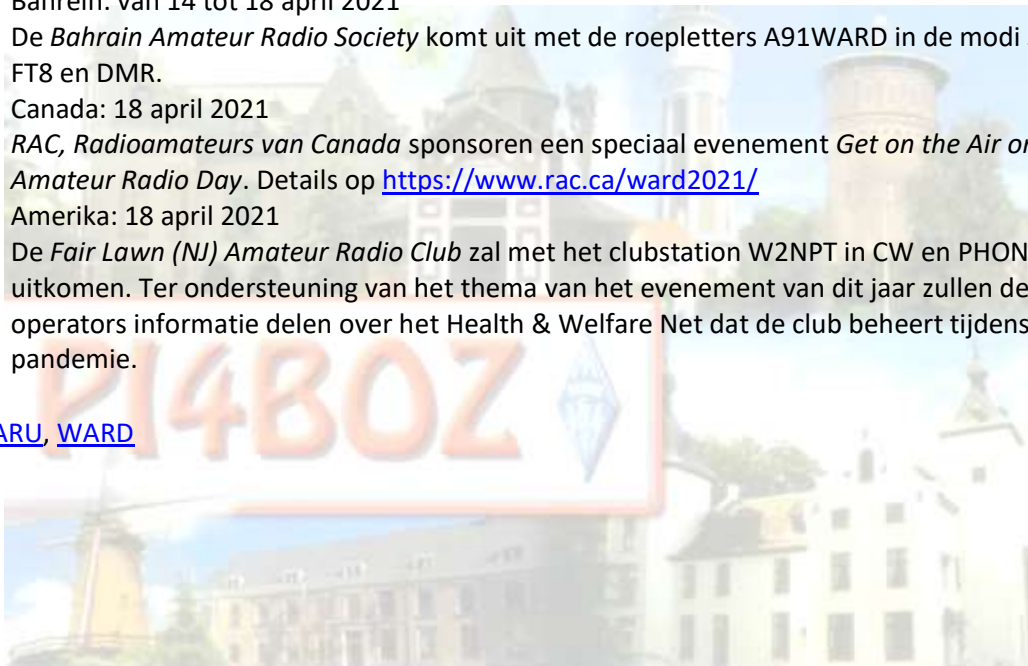 Bahrein: van 14 tot 18 april 2021
De Bahrain Amateur Radio Society komt uit met de roepletters A91WARD in de modi
FT8 en DMR.
Canada: 18 april 2021
RAC, Radioamateurs van Canada sponsoren een speciaal evenement Get on the Air
Amateur Radio Day. Details op https://www.rac.ca/ward2021/
Amerika: 18 april 2021
De Fair Lawn (NJ) Amateur Radio Club zal met het clubstation W2NPT in CW en PHON
uitkomen. Ter ondersteuning van het thema van het evenement van dit jaar zullen de
operators informatie delen over het Health & Welfare Net dat de club beheert tijdens
pandemie.
PI4BOZ
ARU, WARD